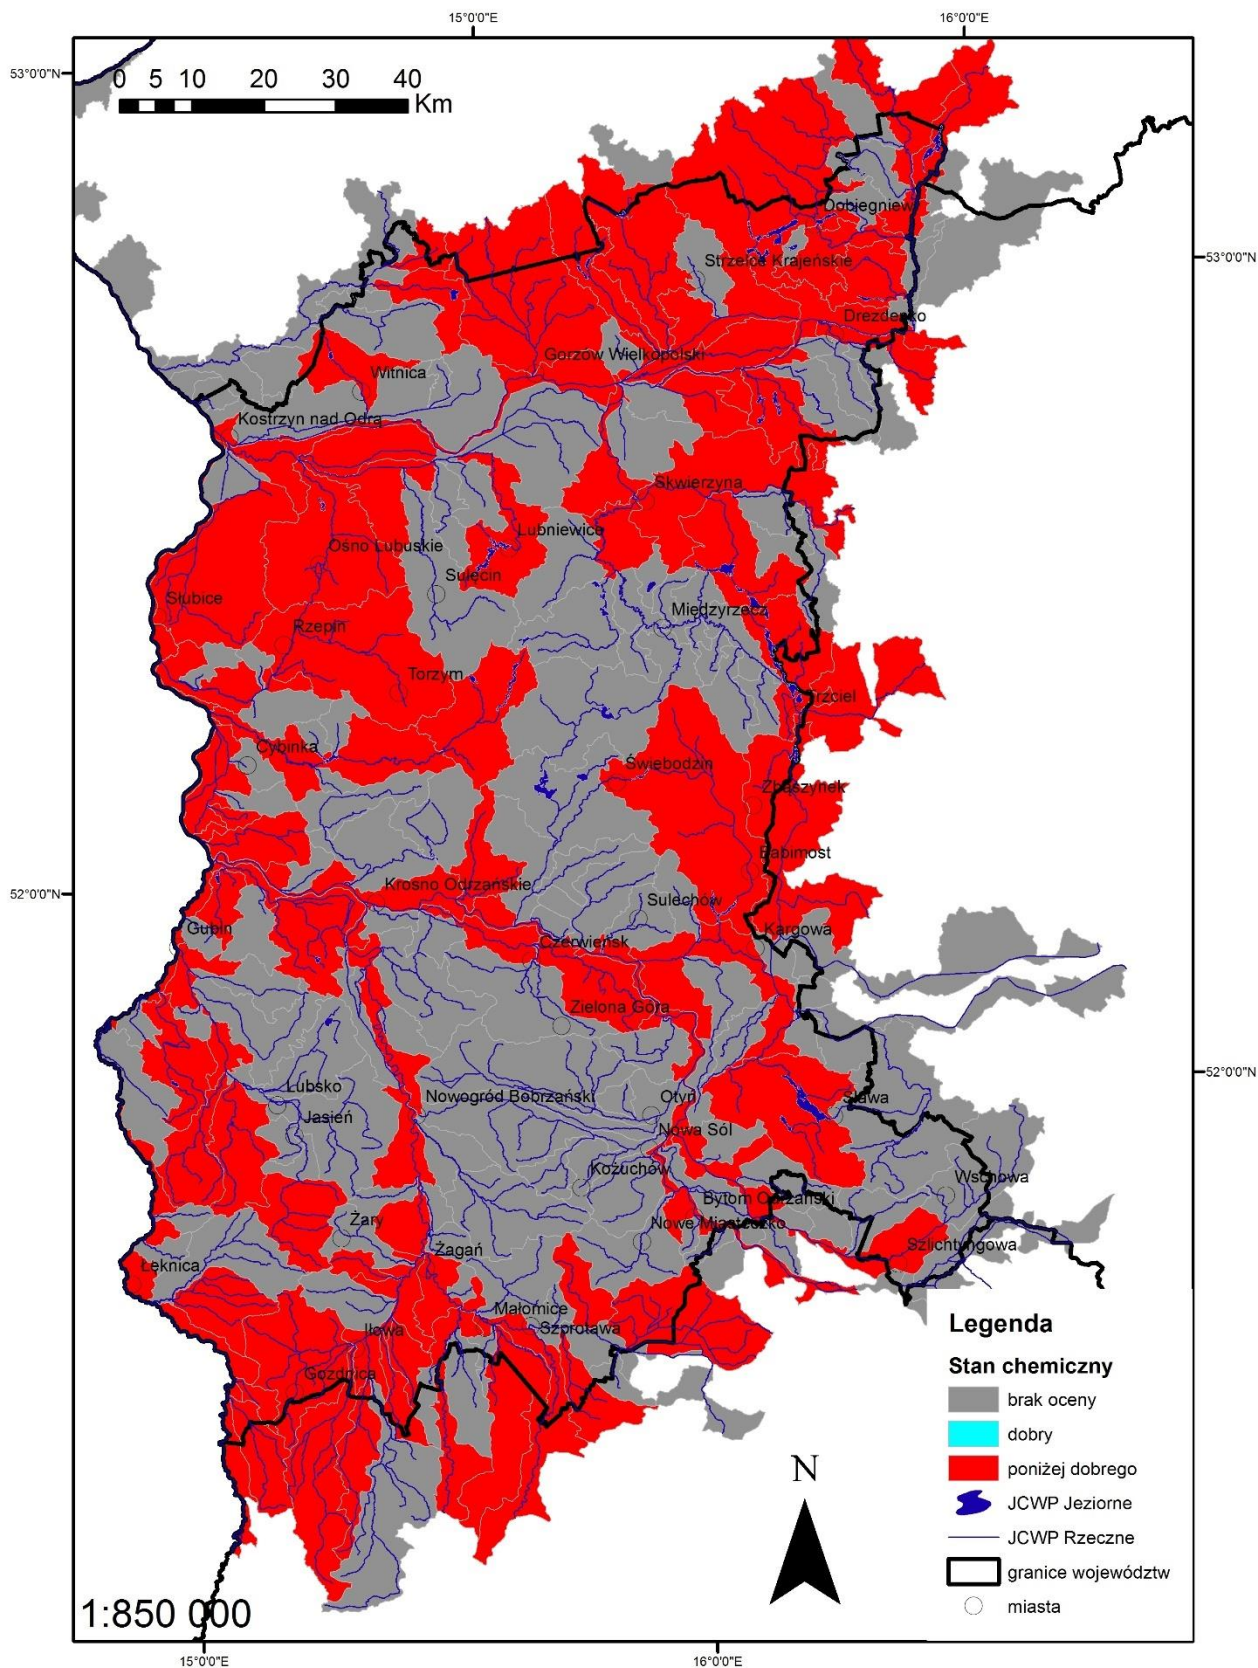 15°0'0"E
16°0'0"E
53°0'0"N
0 5 10 20 30 40
Km
Dobiegniew
53°0'0"N
Strzelce Krajeńskie
Drezdenko
Gorzów Wielkopolski
Witnica
Kostrzyn nad Odrą
Skwierzyna
Lubniewice
Ośno Lubuskie
Sulęcin
Słubice
Międzyrzecz
Rzepin
Torzym
Trzciel
Cybinka
Świebodzin
Zbąszynek
Babimost
52°0'0"N
Krosno Odrzańskie
Sulechów
Gubin
Kargowa
Czerwieńsk
Zielona Góra
52°0'0"N
Lubsko
Nowogród Bobrzański
Otyń
Sława
Jasień
Nowa Sól
Kożuchów
Wschowa
Bytom Odrzański
Żary
Nowe Miasteczko
Żagań
Szlichtyngowa
Łęknica
Małomice
Iłowa
Szprotawa
Gozdnica
Legenda
Stan chemiczny
brak oceny
dobry
poniżej dobrego
JCWP Jeziorne
JCWP Rzeczne
granice województw
miasta
N
1:850 000
15°0'0"E
16°0'0"E